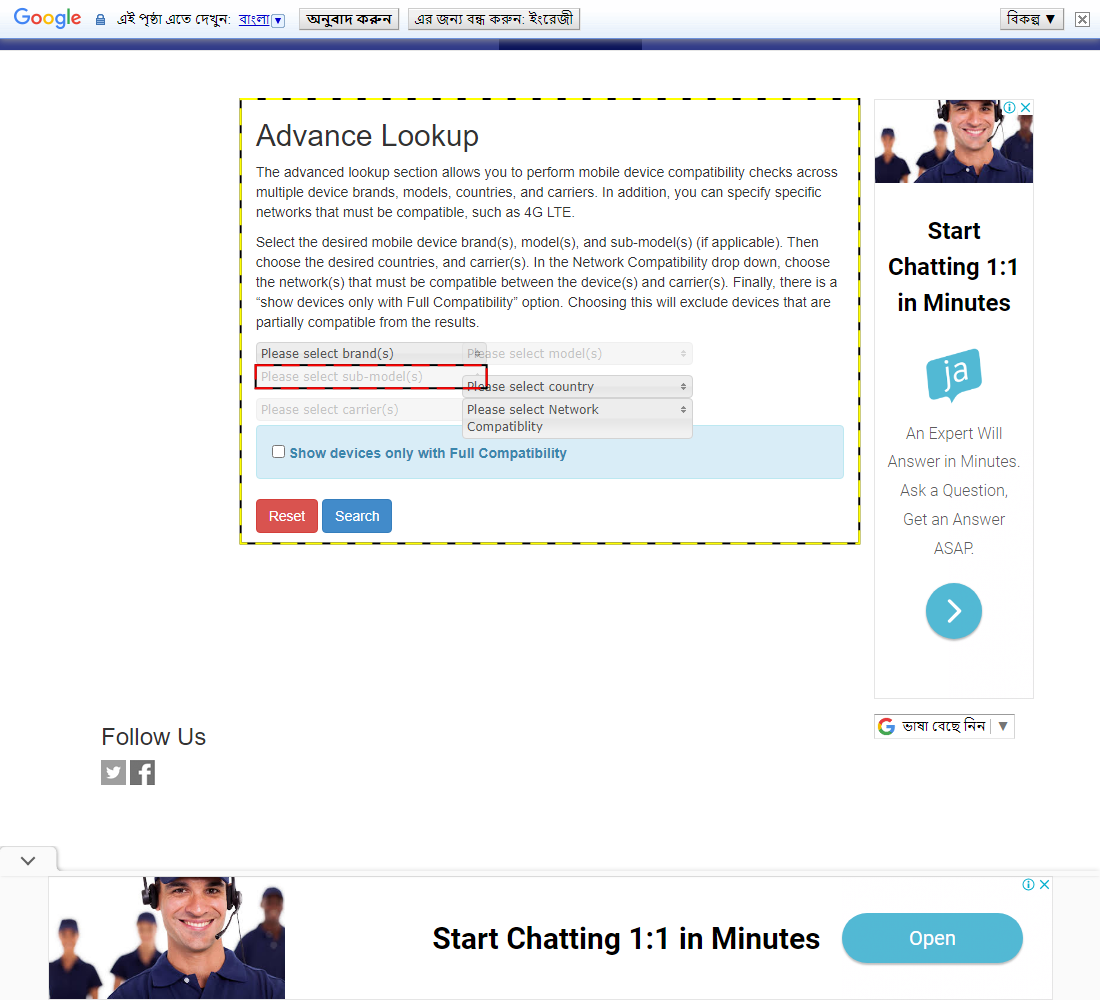 Google এই পৃষ্ঠা এতে দেখুন: বাংলা ▼ অনুবাদ করুন এর জন্য বন্ধ করুন: ইংরেজী বিকল্প ▼
Advance Lookup
The advanced lookup section allows you to perform mobile device compatibility checks across
multiple device brands, models, countries, and carriers. In addition, you can specify specific
networks that must be compatible, such as 4G LTE.
Select the desired mobile device brand(s), model(s), and sub-model(s) (if applicable). Then
choose the desired countries, and carrier(s). In the Network Compatibility drop down, choose
the network(s) that must be compatible between the device(s) and carrier(s). Finally, there is a
“show devices only with Full Compatibility” option. Choosing this will exclude devices that are
partially compatible from the results.
Please select brand(s) Please select model(s)
Please select sub-model(s)
Please select country
Please select carrier(s)
Please select Network
Compatiblity
Show devices only with Full Compatibility
Reset Search
Start
Chatting 1:1
in Minutes
ja
An Expert Will
Answer in Minutes.
Ask a Question,
Get an Answer
ASAP.
G ভাষা বেছে নিন ▼
Follow Us
Start Chatting 1:1 in Minutes
Open